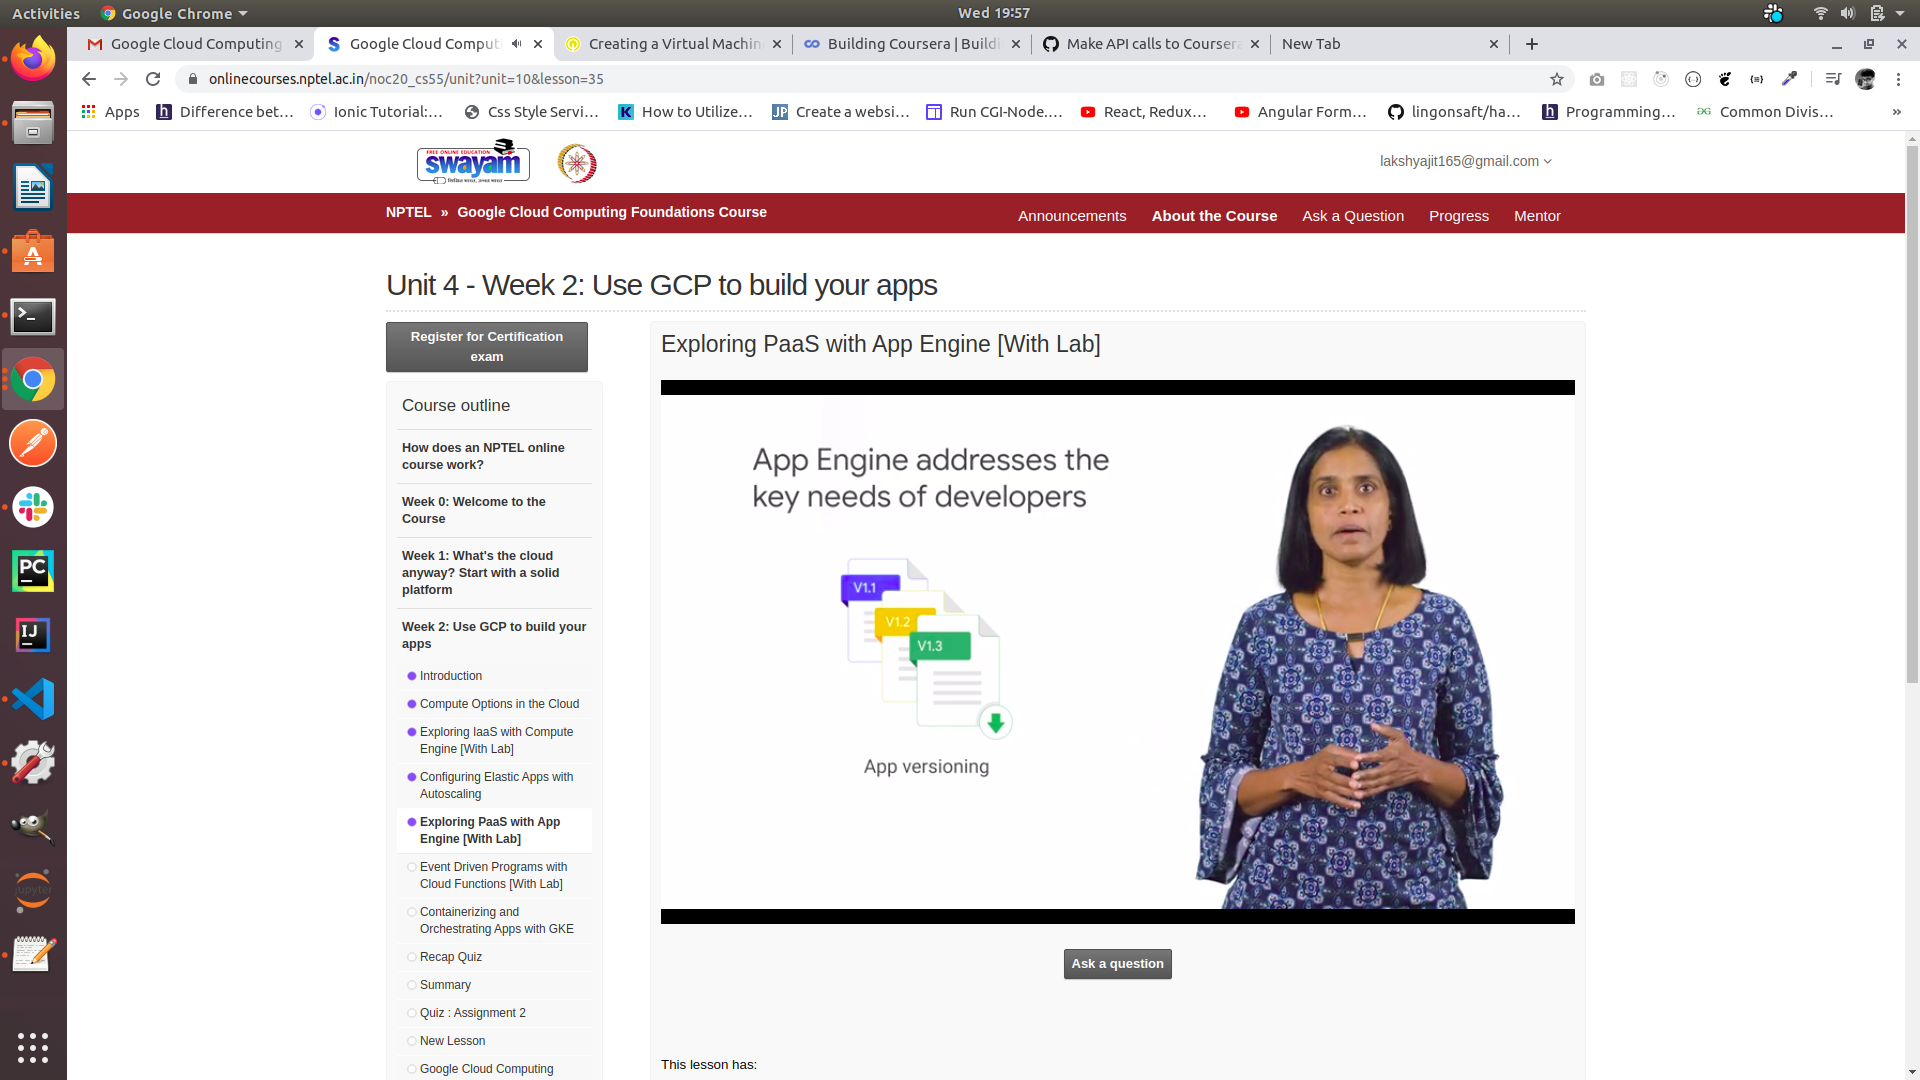 Activities
Google Chrome
Wed 19:57
Google Cloud Computing
Google Cloud Computi
Creating a Virtual Machin
Building Coursera | Buildi
Make API calls to Coursera
New Tab
onlinecourses.nptel.ac.in/noc20_cs55/unit?unit=10&lesson=35
Apps
Difference bet…
Ionic Tutorial:…
Css Style Servi…
How to Utilize…
Create a websi…
Run CGI-Node.…
React, Redux…
Angular Form…
lingonsaft/ha…
Programming…
Common Divis…
»
FREE ONLINE EDUCATION
swayam
lakshyajit165@gmail.com
NPTEL » Google Cloud Computing Foundations Course
Announcements
About the Course
Ask a Question
Progress
Mentor
Unit 4 - Week 2: Use GCP to build your apps
Register for Certification
exam
Course outline
How does an NPTEL online
course work?
Week 0: Welcome to the
Course
Week 1: What's the cloud
anyway? Start with a solid
platform
Week 2: Use GCP to build your
apps
Introduction
Compute Options in the Cloud
Exploring IaaS with Compute
Engine [With Lab]
Configuring Elastic Apps with
Autoscaling
Exploring PaaS with App
Engine [With Lab]
Event Driven Programs with
Cloud Functions [With Lab]
Containerizing and
Orchestrating Apps with GKE
Recap Quiz
Summary
Quiz : Assignment 2
New Lesson
Google Cloud Computing
Exploring PaaS with App Engine [With Lab]
App Engine addresses the
key needs of developers
V1.1
V1.2
V1.3
App versioning
Ask a question
This lesson has: